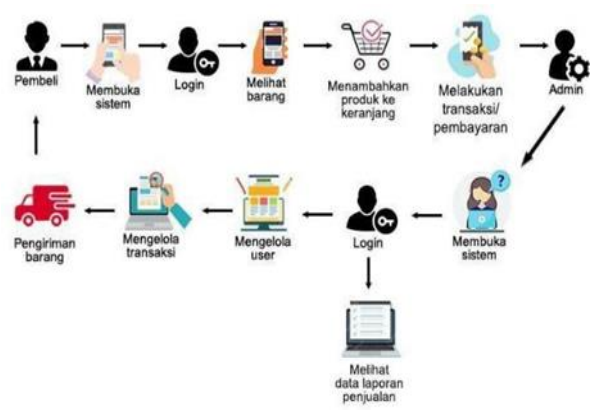 Pembeli
Membuka
sistem
Login
Melihat
barang
Menambahkan
produk ke
keranjang
Melakukan
transaksi/
pembayaran
Admin
Pengiriman
barang
Mengelola
transaksi
Mengelola
user
Login
?
Membuka
sistem
Melihat
data laporan
penjualan